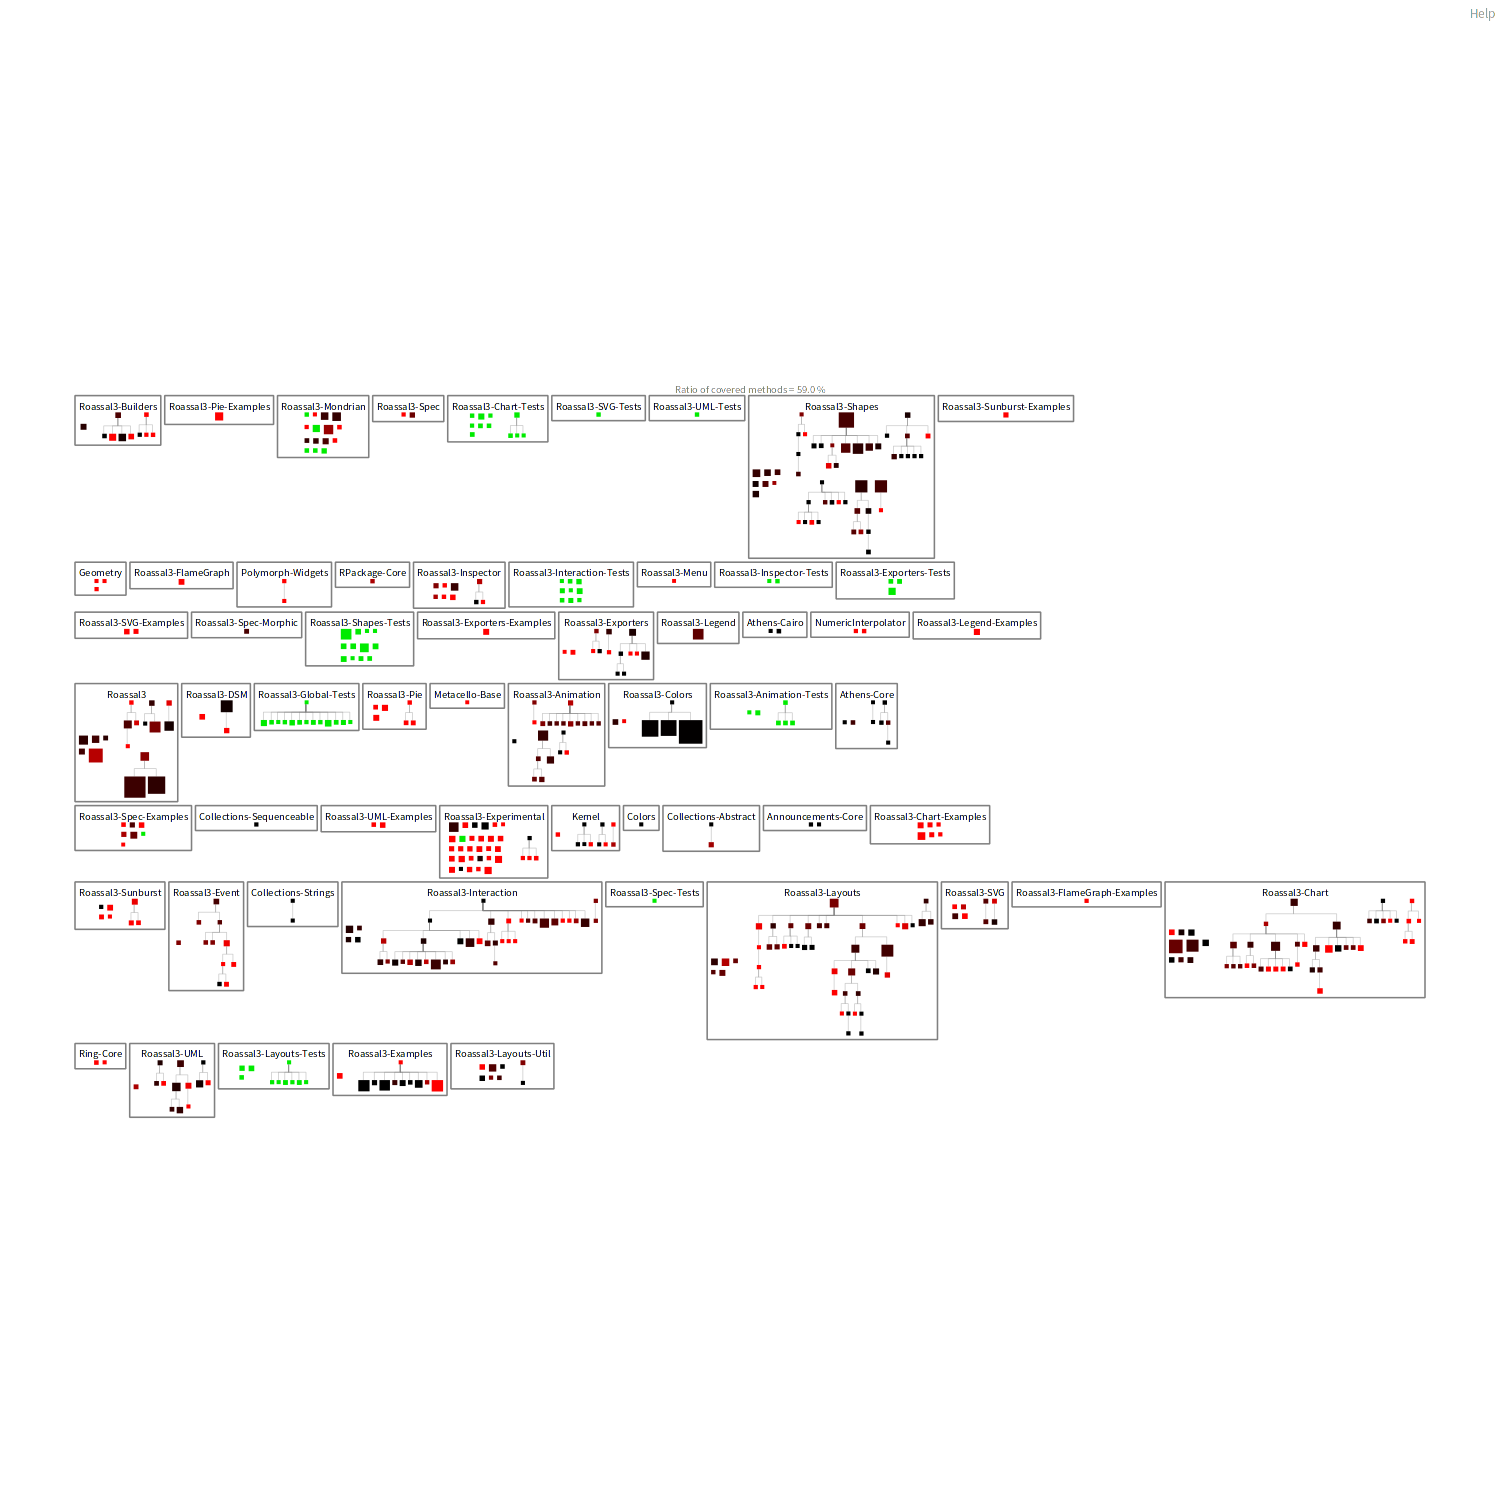 Help
Ratio of covered methods = 59.0 %
Roassal3-Builders
Roassal3-Pie-Examples
Roassal3-Mondrian
Roassal3-Spec
Roassal3-Chart-Tests
Roassal3-SVG-Tests
Roassal3-UML-Tests
Roassal3-Shapes
Roassal3-Sunburst-Examples
Geometry
Roassal3-FlameGraph
Polymorph-Widgets
RPackage-Core
Roassal3-Inspector
Roassal3-Interaction-Tests
Roassal3-Menu
Roassal3-Inspector-Tests
Roassal3-Exporters-Tests
Roassal3-SVG-Examples
Roassal3-Spec-Morphic
Roassal3-Shapes-Tests
Roassal3-Exporters-Examples
Roassal3-Exporters
Roassal3-Legend
Athens-Cairo
NumericInterpolator
Roassal3-Legend-Examples
Roassal3
Roassal3-DSM
Roassal3-Global-Tests
Roassal3-Pie
Metacello-Base
Roassal3-Animation
Roassal3-Colors
Roassal3-Animation-Tests
Athens-Core
Roassal3-Spec-Examples
Collections-Sequenceable
Roassal3-UML-Examples
Roassal3-Experimental
Kernel
Colors
Collections-Abstract
Announcements-Core
Roassal3-Chart-Examples
Roassal3-Sunburst
Roassal3-Event
Collections-Strings
Roassal3-Interaction
Roassal3-Spec-Tests
Roassal3-Layouts
Roassal3-SVG
Roassal3-FlameGraph-Examples
Roassal3-Chart
Ring-Core
Roassal3-UML
Roassal3-Layouts-Tests
Roassal3-Examples
Roassal3-Layouts-Util